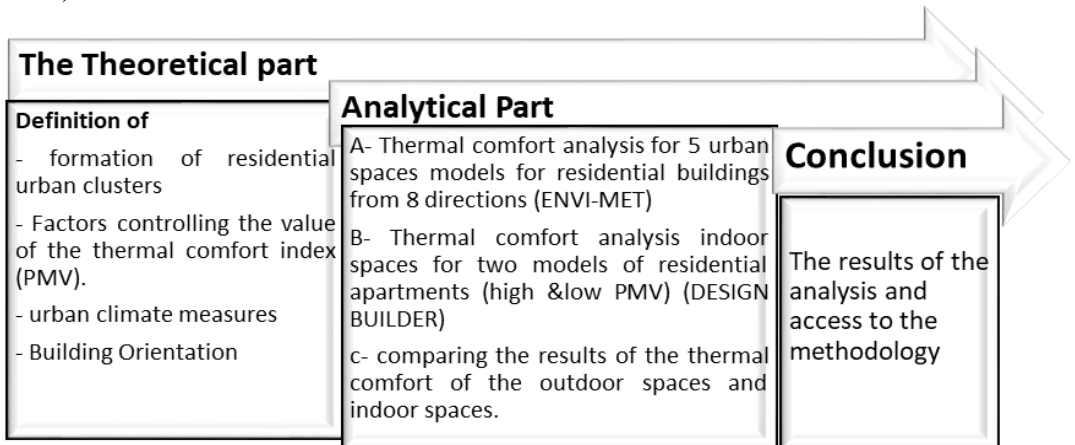 The Theoretical part
Definition of
- formation of residential
urban clusters
- Factors controlling the value
of the thermal comfort index
(PMV).
- urban climate measures
- Building Orientation
Analytical Part
A- Thermal comfort analysis for 5 urban
spaces models for residential buildings
from 8 directions (ENVI-MET)
B- Thermal comfort analysis indoor
spaces for two models of residential
apartments (high &low PMV) (DESIGN
BUILDER)
c- comparing the results of the thermal
comfort of the outdoor spaces and
indoor spaces.
Conclusion
The results of the
analysis and
access to the
methodology